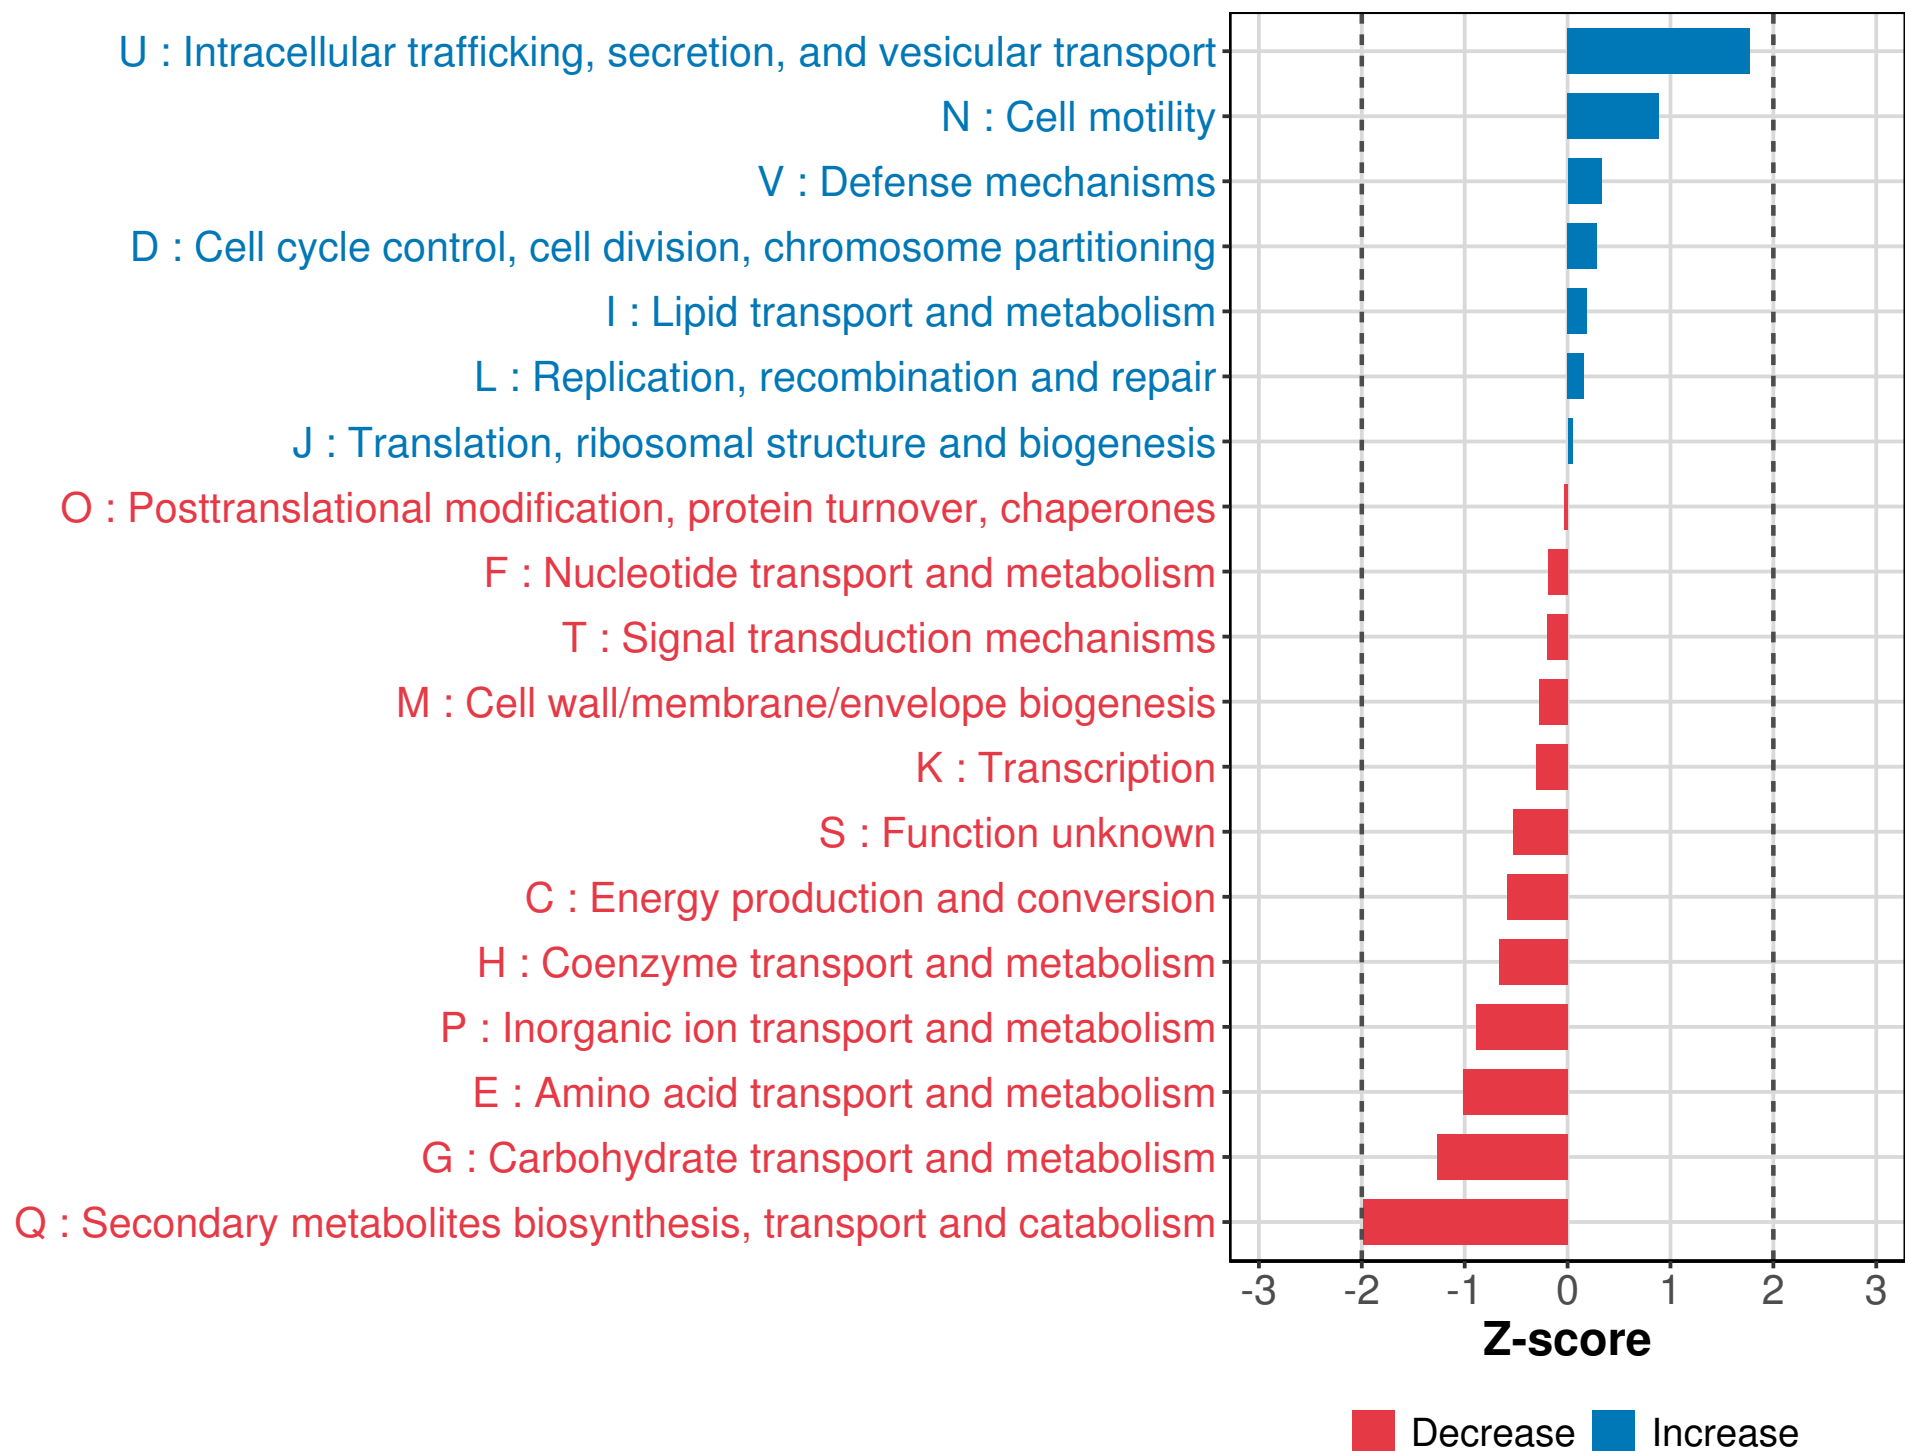 U : Intracellular trafficking, secretion, and vesicular transport
N : Cell motility
V : Defense mechanisms
D : Cell cycle control, cell division, chromosome partitioning
I : Lipid transport and metabolism
L : Replication, recombination and repair
J : Translation, ribosomal structure and biogenesis
O : Posttranslational modification, protein turnover, chaperones
F : Nucleotide transport and metabolism
T : Signal transduction mechanisms
M : Cell wall/membrane/envelope biogenesis
K : Transcription
S : Function unknown
C : Energy production and conversion
H : Coenzyme transport and metabolism
P : Inorganic ion transport and metabolism
E : Amino acid transport and metabolism
G : Carbohydrate transport and metabolism
Q : Secondary metabolites biosynthesis, transport and catabolism
-3 -2 -1 0 1 2 3
Z-score
Decrease Increase